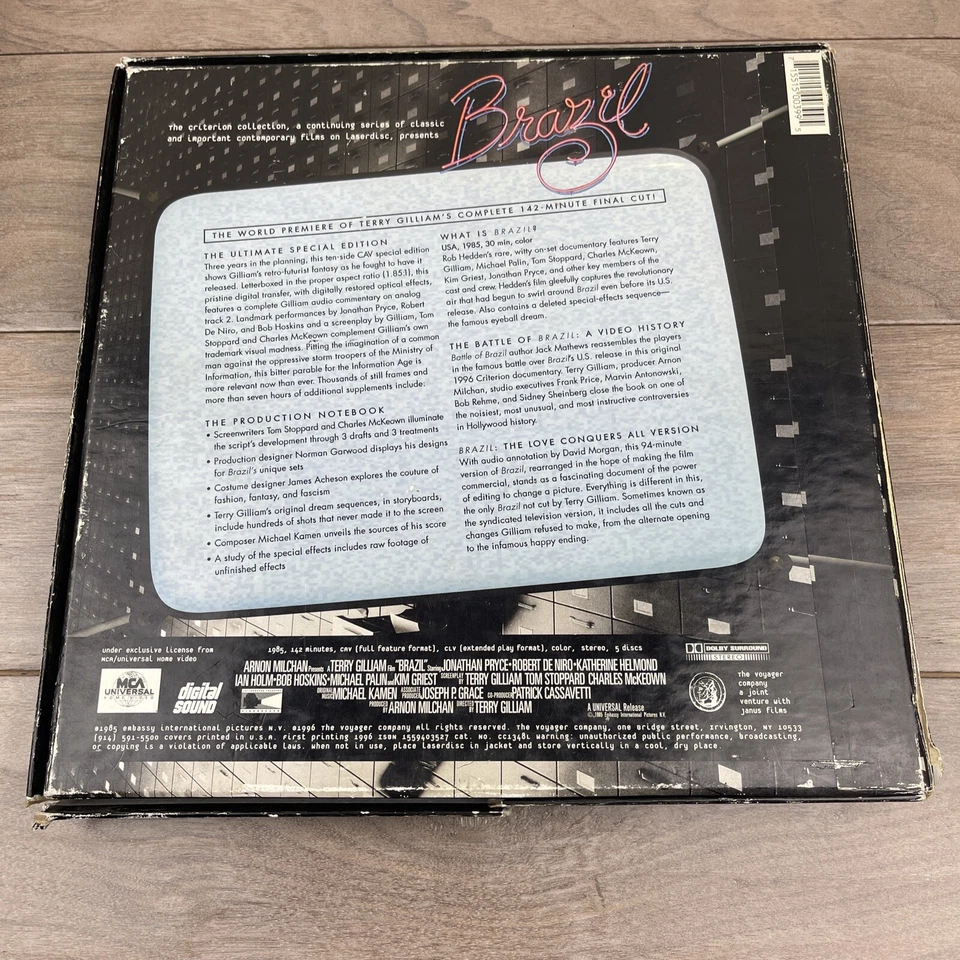 The criterion collection, a continuing series of classic
and important contemporary films on laserdisc, presents
Brazil
7 15515 00399 5
THE WORLD PREMIERE OF TERRY GILLIAM'S COMPLETE 142-MINUTE FINAL CUT!
THE ULTIMATE SPECIAL EDITION
Three years in the planning, this ten-side CAV special edition
shows Gilliam's retro-futurist fantasy as he fought to have it
released. Letterboxed in the proper aspect ratio (1.85:1), this
pristine digital transfer, with digitally restored optical effects,
features a complete Gilliam audio commentary on analog
track 2. Landmark performances by Jonathan Pryce, Robert
De Niro, and Bob Hoskins and a screenplay by Gilliam, Tom
Stoppard and Charles McKeown complement Gilliam's own
trademark visual madness. Pitting the imagination of a common
man against the oppressive storm troopers of the Ministry of
Information, this bitter parable for the Information Age is
more relevant now than ever. Thousands of still frames and
more than seven hours of additional supplements include:
THE PRODUCTION NOTEBOOK
• Screenwriters Tom Stoppard and Charles McKeown illuminate
the script's development through 3 drafts and 3 treatments
• Production designer Norman Garwood displays his designs
for Brazil's unique sets
• Costume designer James Acheson explores the couture of
fashion, fantasy, and fascism
• Terry Gilliam's original dream sequences, in storyboards,
include hundreds of shots that never made it to the screen
• Composer Michael Kamen unveils the sources of his score
• A study of the special effects includes raw footage of
unfinished effects
WHAT IS BRAZIL?
USA, 1985, 30 min, color
Rob Hedden's rare, witty on-set documentary features Terry
Gilliam, Michael Palin, Tom Stoppard, Charles McKeown,
Kim Griest, Jonathan Pryce, and other key members of the
cast and crew. Hedden's film gleefully captures the revolutionary
air that had begun to swirl around Brazil even before its U.S.
release. Also contains a deleted special-effects sequence—
the famous eyeball dream.
THE BATTLE OF BRAZIL: A VIDEO HISTORY
Battle of Brazil author Jack Mathews reassembles the players
in the famous battle over Brazil's U.S. release in this original
1996 Criterion documentary. Terry Gilliam, producer Arnon
Milchan, studio executives Frank Price, Marvin Antonowski,
Bob Rehme, and Sidney Sheinberg close the book on one of
the noisiest, most unusual, and most instructive controversies
in Hollywood history.
BRAZIL: THE LOVE CONQUERS ALL VERSION
With audio annotation by David Morgan, this 94-minute
version of Brazil, rearranged in the hope of making the film
commercial, stands as a fascinating document of the power
of editing to change a picture. Everything is different in this,
the only Brazil not cut by Terry Gilliam. Sometimes known as
the syndicated television version, it includes all the cuts and
changes Gilliam refused to make, from the alternate opening
to the infamous happy ending.
under exclusive license from
MCA/universal Home video
MCA
UNIVERSAL
HOME VIDEO
digital
SOUND
1985, 142 minutes, CAV (full feature format), CLV (extended play format), color, stereo, 5 discs
ARNON MILCHAN Presents A TERRY GILLIAM Film "BRAZIL" Starring JONATHAN PRYCE • ROBERT DE NIRO • KATHERINE HELMOND
IAN HOLM • BOB HOSKINS • MICHAEL PALIN and KIM GRIEST SCREENPLAY BY TERRY GILLIAM TOM STOPPARD CHARLES McKEOWN
ORIGINAL MUSIC MICHAEL KAMEN ASSOCIATE PRODUCER JOSEPH P. GRACE CO-PRODUCER PATRICK CASSAVETTI
PRODUCED BY ARNON MILCHAN DIRECTED BY TERRY GILLIAM
A UNIVERSAL Release
© 1985 Embassy International Pictures N.V.
DOLBY SURROUND
STEREO
the voyager
company
a joint
venture with
janus films
©1985 embassy international pictures N.V. ©1996 the voyager company All rights reserved. The voyager company, one bridge street, irvington, NY 10533
(914) 591-5500 covers printed in U.S.A. First printing 1996 ISBN 1559409527 cat. no. CC1348L warning: unauthorized public performance, broadcasting,
or copying is a violation of applicable laws. when not in use, place laserdisc in jacket and store vertically in a cool, dry place.